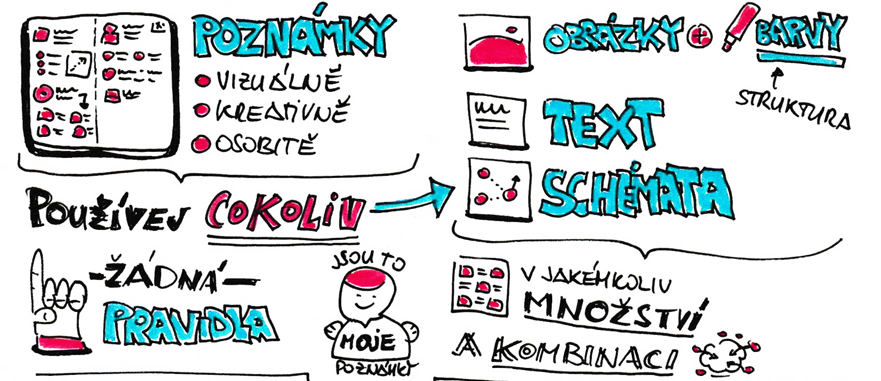 POZNÁMKY
VIZUÁLNĚ
KREATIVNĚ
OSOBITĚ
POUŽÍVEJ COKOLIV
-ŽÁDNÁ-
PRAVIDLA
JSOU TO
MOJE
POZNÁMKY
OBRÁZKY + BARVY
STRUKTURA
TEXT
SCHÉMATA
V JAKÉMKOLIV
MNOŽSTVÍ
A KOMBINACI